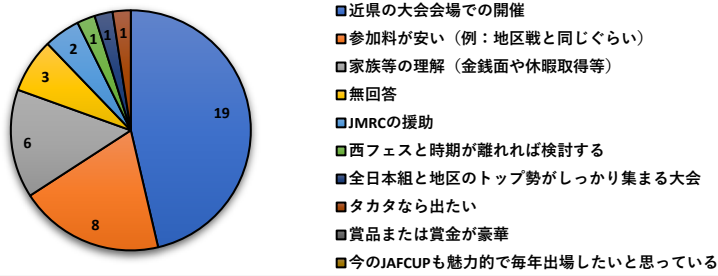 19
8
6
3
2
1
1
1
近県の大会会場での開催
参加料が安い（例：地区戦と同じぐらい）
家族等の理解（金銭面や休暇取得等）
無回答
JMRCの援助
西フェスと時期が離れれば検討する
全日本組と地区のトップ勢がしっかり集まる大会
タカタなら出たい
賞品または賞金が豪華
今のJAFCUPも魅力的で毎年出場したいと思っている